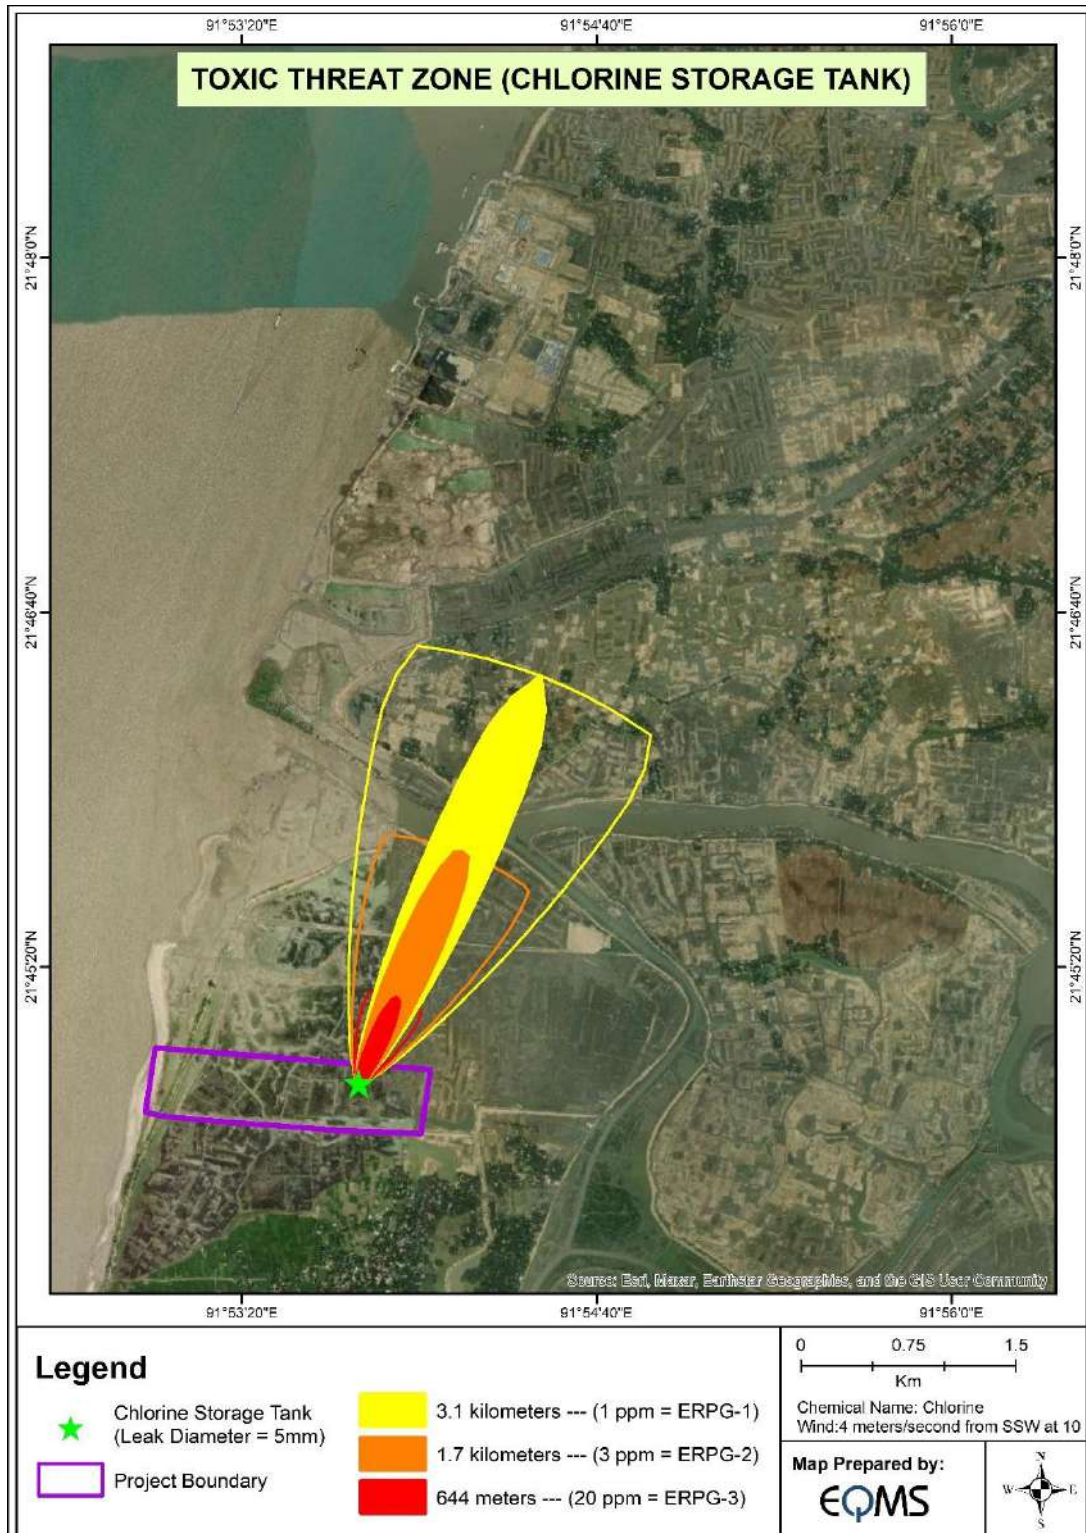 91°53'20"E 91°54'40"E 91°56'0"E
TOXIC THREAT ZONE (CHLORINE STORAGE TANK)
21°48'0"N 21°48'0"N
21°46'40"N 21°46'40"N
21°45'20"N 21°45'20"N
Source: Esri, Maxar, Earthstar Geographics, and the GIS User Community
91°53'20"E 91°54'40"E 91°56'0"E
Legend
Chlorine Storage Tank
(Leak Diameter = 5mm)
Project Boundary
3.1 kilometers --- (1 ppm = ERPG-1)
1.7 kilometers --- (3 ppm = ERPG-2)
644 meters --- (20 ppm = ERPG-3)
0 0.75 1.5
Km
Chemical Name: Chlorine
Wind:4 meters/second from SSW at 10
Map Prepared by:
EQMS
N
W E
S